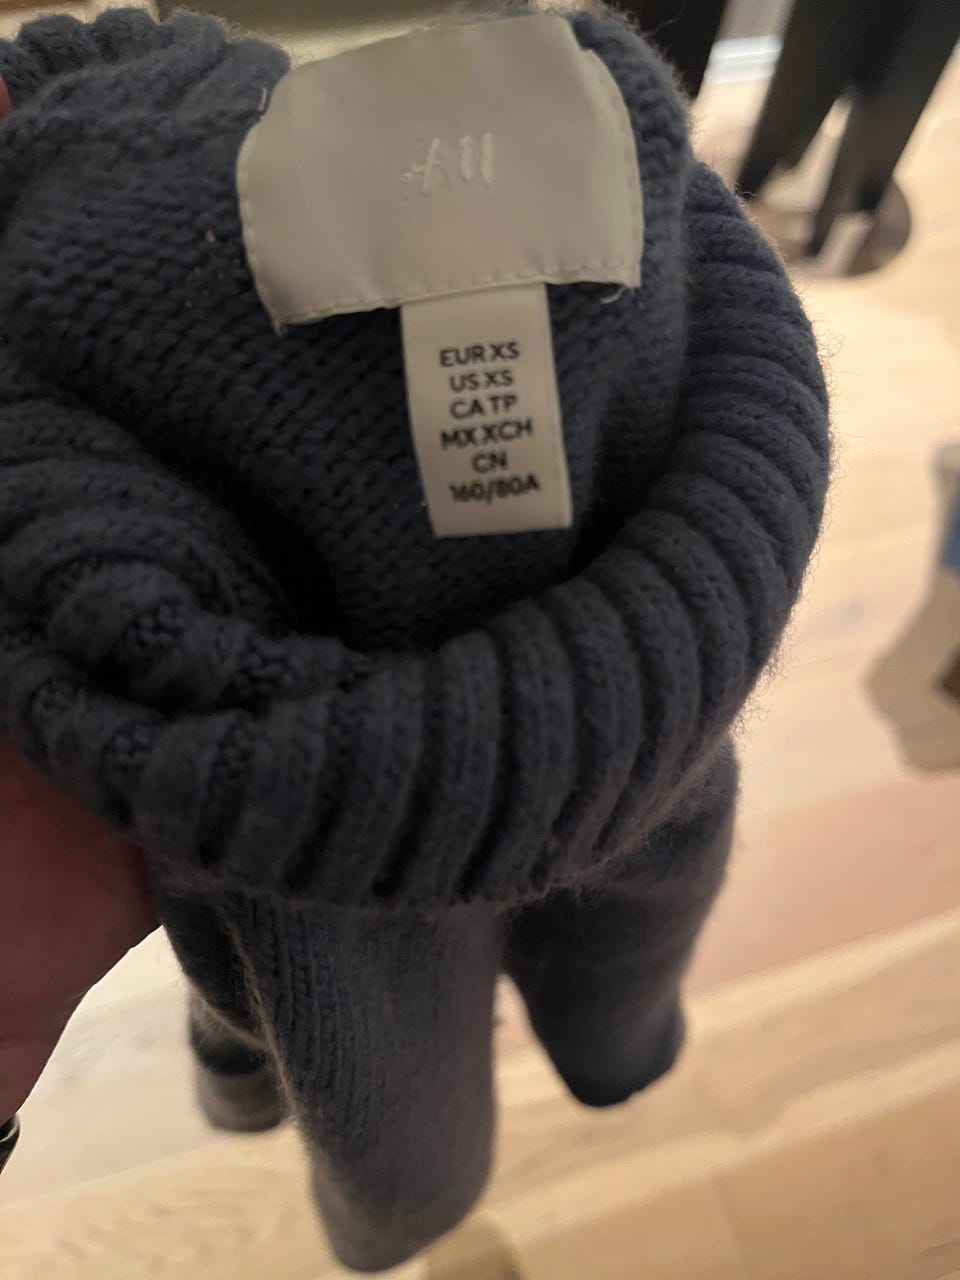 H&M
EUR XS
US XS
CA TP
MX XCH
CN
160/80A